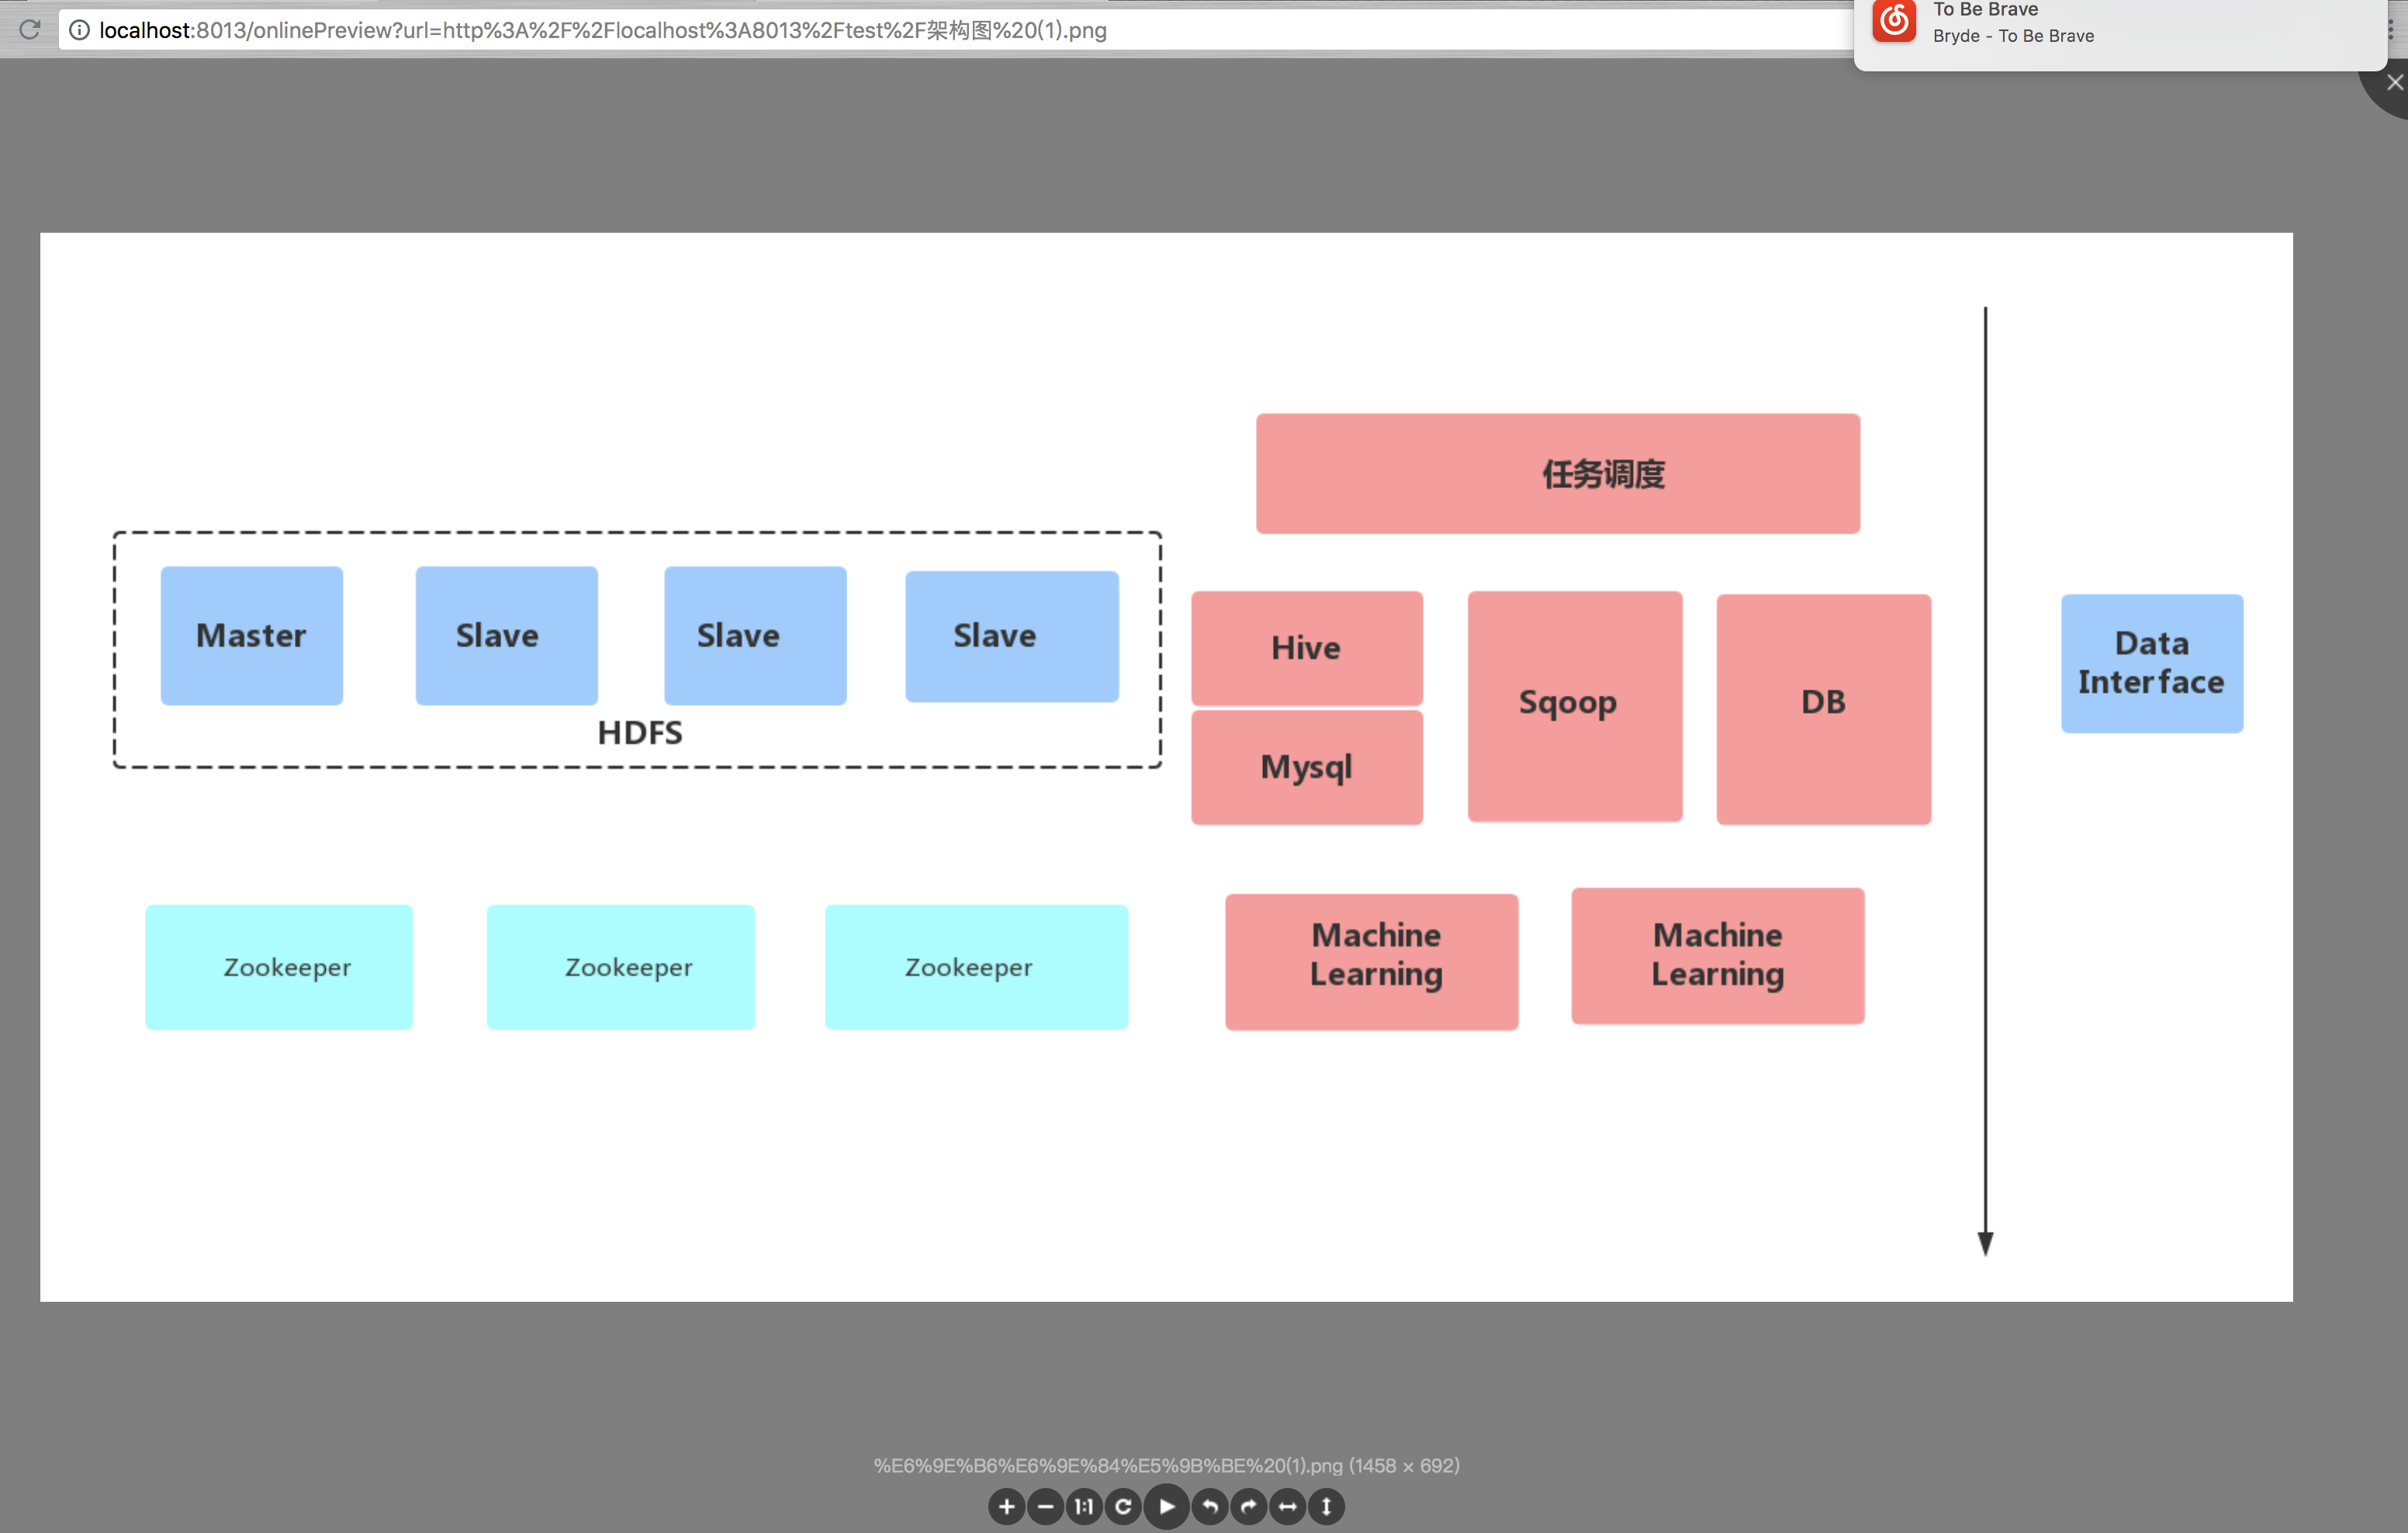 localhost:8013/onlinePreview?url=http%3A%2F%2Flocalhost%3A8013%2Ftest%2F架构图%20(1).png
To Be Brave
Bryde - To Be Brave
任务调度
Master
Slave
Slave
Slave
HDFS
Hive
Mysql
Sqoop
DB
Data
Interface
Zookeeper
Zookeeper
Zookeeper
Machine
Learning
Machine
Learning
%E6%9E%B6%E6%9E%84%E5%9B%BE%20(1).png (1458 × 692)
1:1